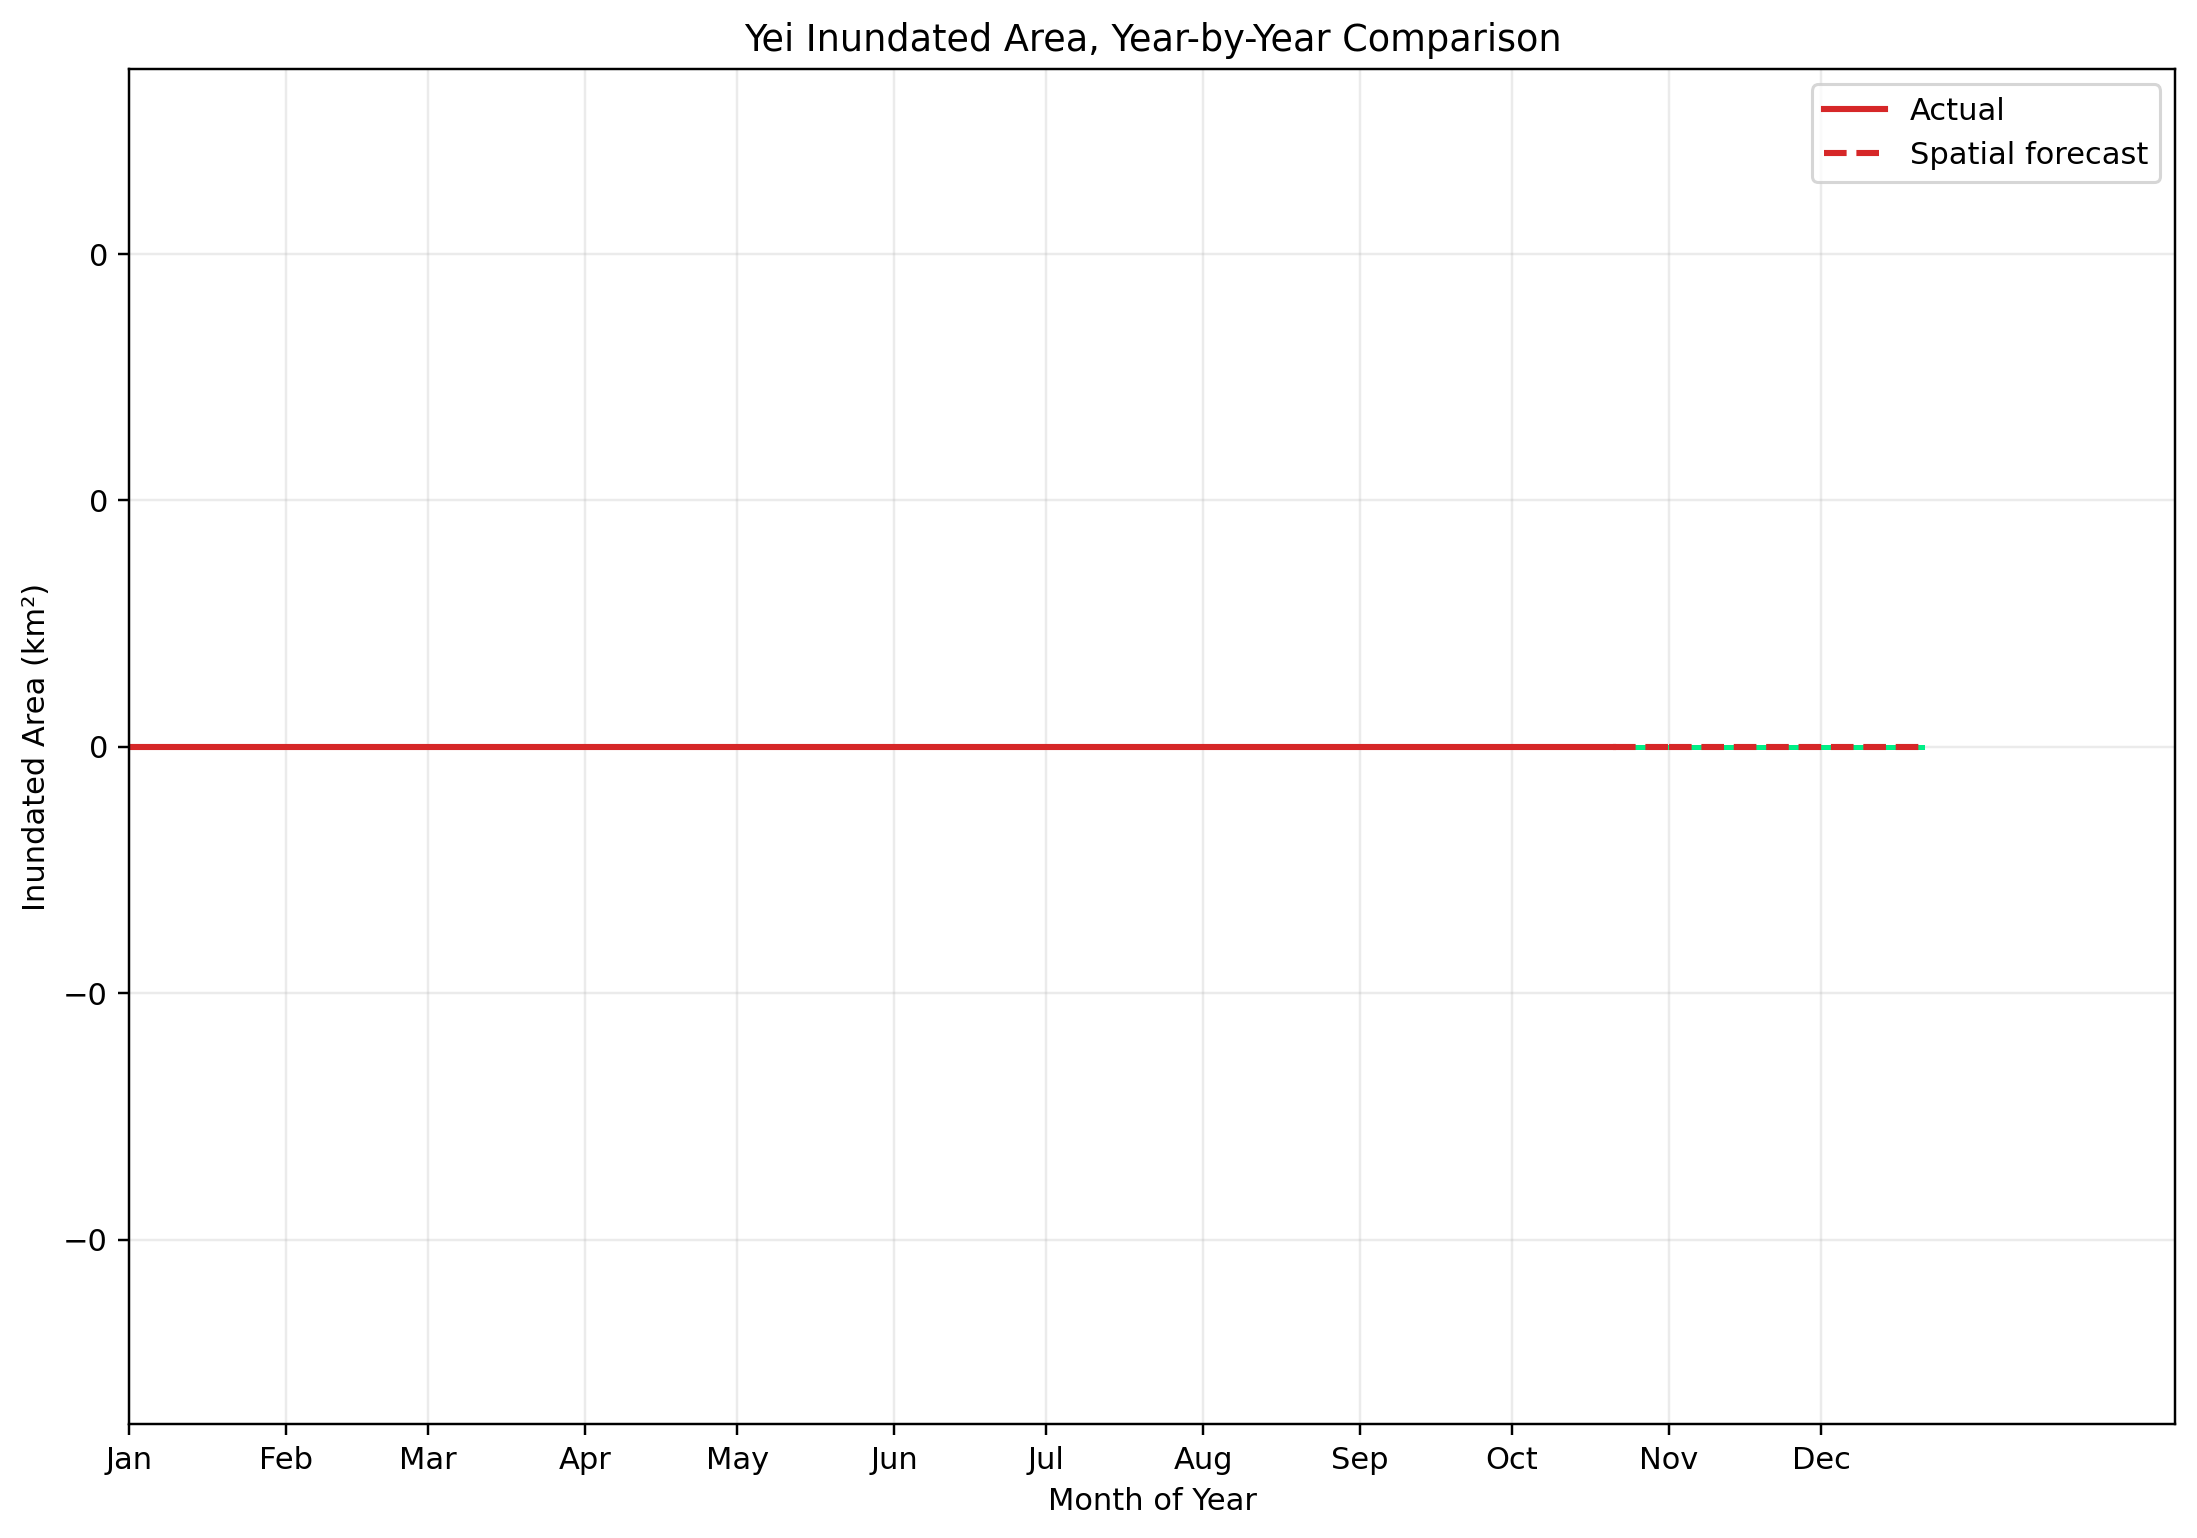 Yei Inundated Area, Year-by-Year Comparison
Actual
Spatial forecast
Inundated Area (km²)
0
0
0
−0
−0
Jan Feb Mar Apr May Jun Jul Aug Sep Oct Nov Dec
Month of Year